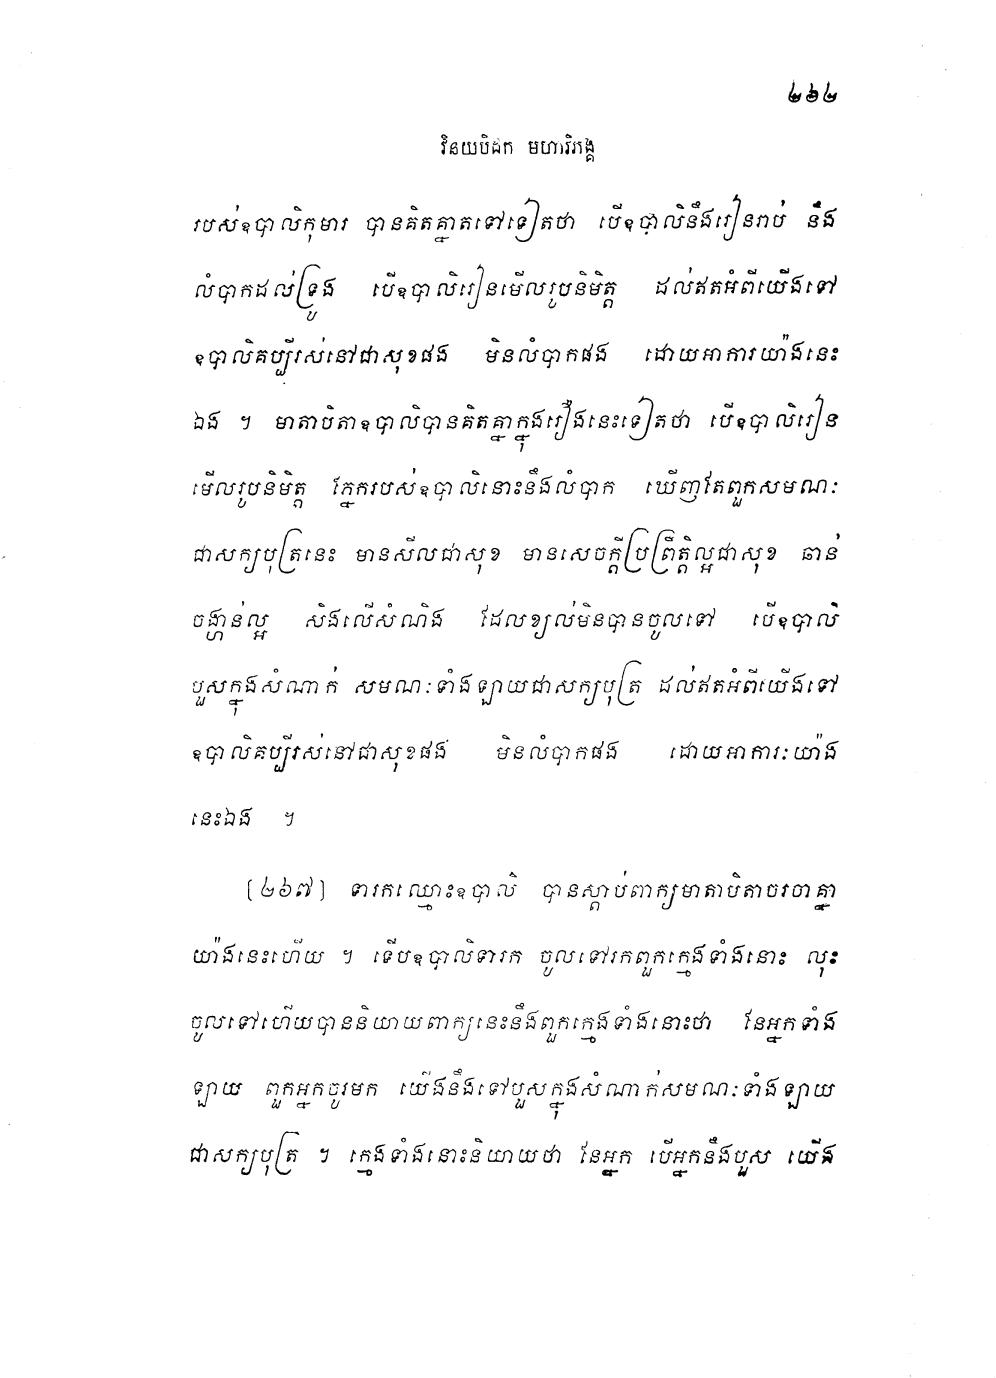 ៤៦៤
វិនយបិដក មហាវិភង្គ
របស់ឧបាលិកុមារ បានគិតគ្នាតទៅទៀតថា បើឧបាលិនឹងរៀនរាប់ នឹង
លំបាកដល់ទ្រូង បើឧបាលិរៀនមើលរូបនិមិត្ត ដល់ឥតអំពីយើងទៅ
ឧបាលិគប្បីរស់នៅជាសុខផង មិនលំបាកផង ដោយអាការយ៉ាងនេះ
ឯង ។ មាតាបិតាឧបាលិបានគិតគ្នាក្នុងរឿងនេះទៀតថា បើឧបាលិរៀន
មើលរូបនិមិត្ត ភ្នែករបស់ឧបាលិនោះនឹងលំបាក ឃើញតែពួកសមណៈ
ជាសក្យបុត្រនេះ មានសីលជាសុខ មានសេចក្តីប្រព្រឹត្តិល្អជាសុខ ឆាន់
ចង្ហាន់ល្អ សិងលើសំណិង ដែលខ្យល់មិនបានចូលទៅ បើឧបាលិ
បួសក្នុងសំណាក់ សមណៈទាំងឡាយជាសក្យបុត្រ ដល់ឥតអំពីយើងទៅ
ឧបាលិគប្បីរស់នៅជាសុខផង មិនលំបាកផង ដោយអាការៈយ៉ាង
នេះឯង ។
[៤៦៧] ទារកឈ្មោះឧបាលិ បានស្តាប់ពាក្យមាតាបិតាចរចាគ្នា
យ៉ាងនេះហើយ ។ ទើបឧបាលិទារក ចូលទៅរកពួកក្មេងទាំងនោះ លុះ
ចូលទៅហើយបាននិយាយពាក្យនេះនឹងពួកក្មេងទាំងនោះថា នែអ្នកទាំង
ឡាយ ពួកអ្នកចូរមក យើងនឹងទៅបួសក្នុងសំណាក់សមណៈទាំងឡាយ
ជាសក្យបុត្រ ។ ក្មេងទាំងនោះនិយាយថា នែអ្នក បើអ្នកនឹងបួស យើង